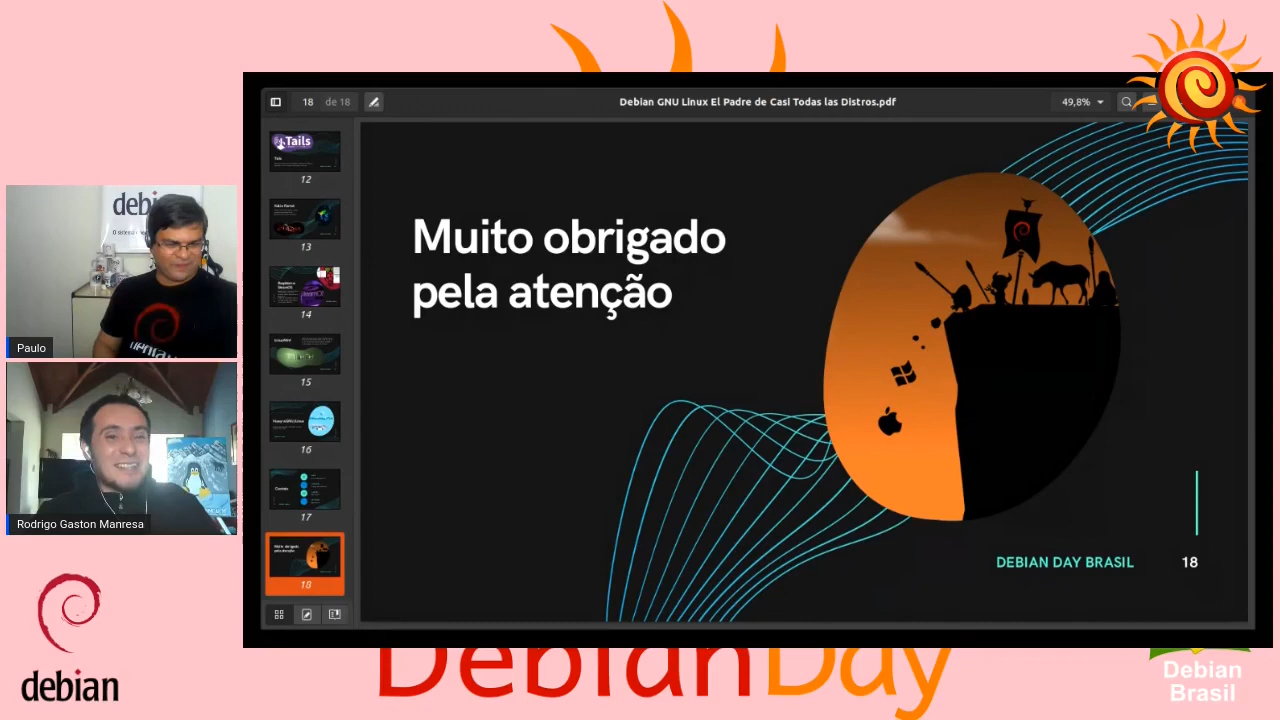 18 de 18
Debian GNU Linux El Padre de Casi Todas las Distros.pdf
49,8%
Tails
12
13
14
15
16
17
18
Muito obrigado
pela atenção
DEBIAN DAY BRASIL
18
debi
Paulo
Rodrigo Gaston Manresa
debian
DebianDay
Debian
Brasil